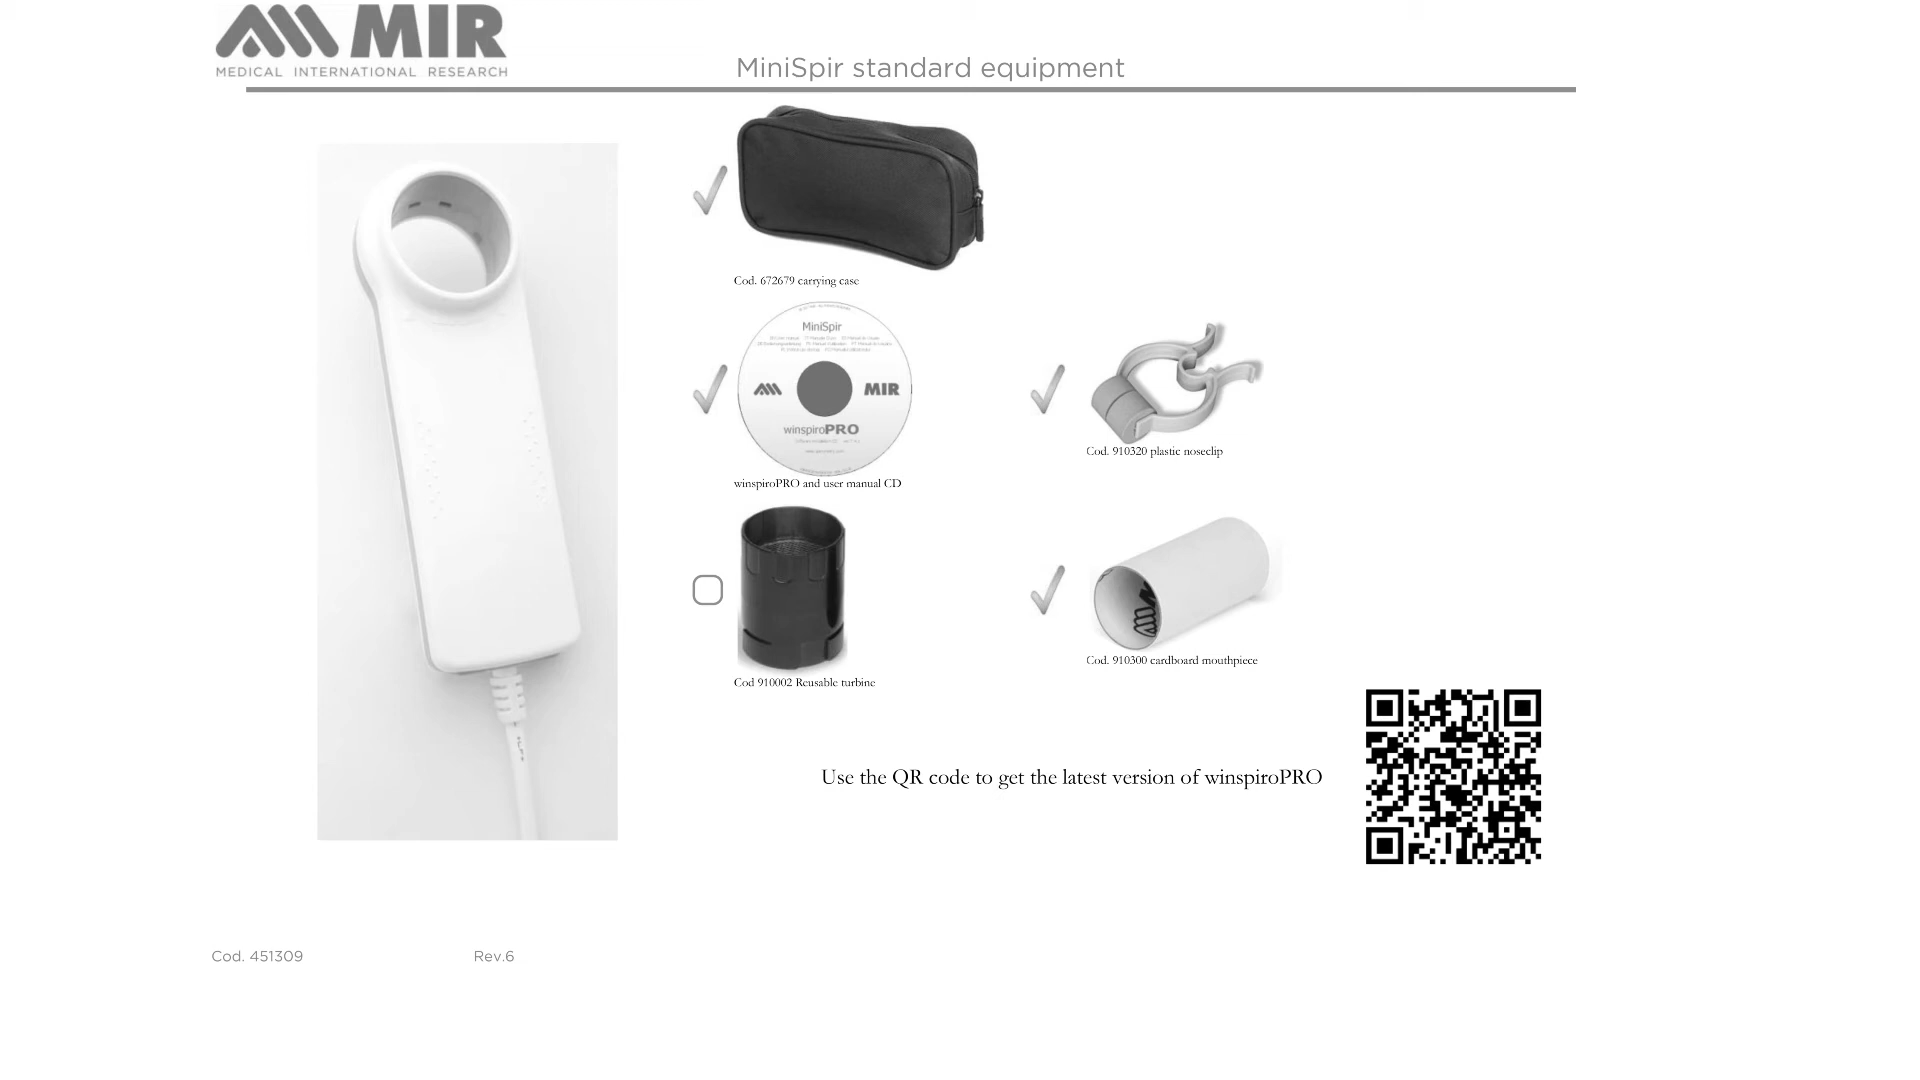 MIR
MEDICAL INTERNATIONAL RESEARCH
MiniSpir standard equipment
Cod. 672679 carrying case
MiniSpir
MIR
winspiroPRO
winspiroPRO and user manual CD
Cod. 910320 plastic noseclip
Cod 910002 Reusable turbine
Cod. 910300 cardboard mouthpiece
Use the QR code to get the latest version of winspiroPRO
Cod. 451309 Rev.6